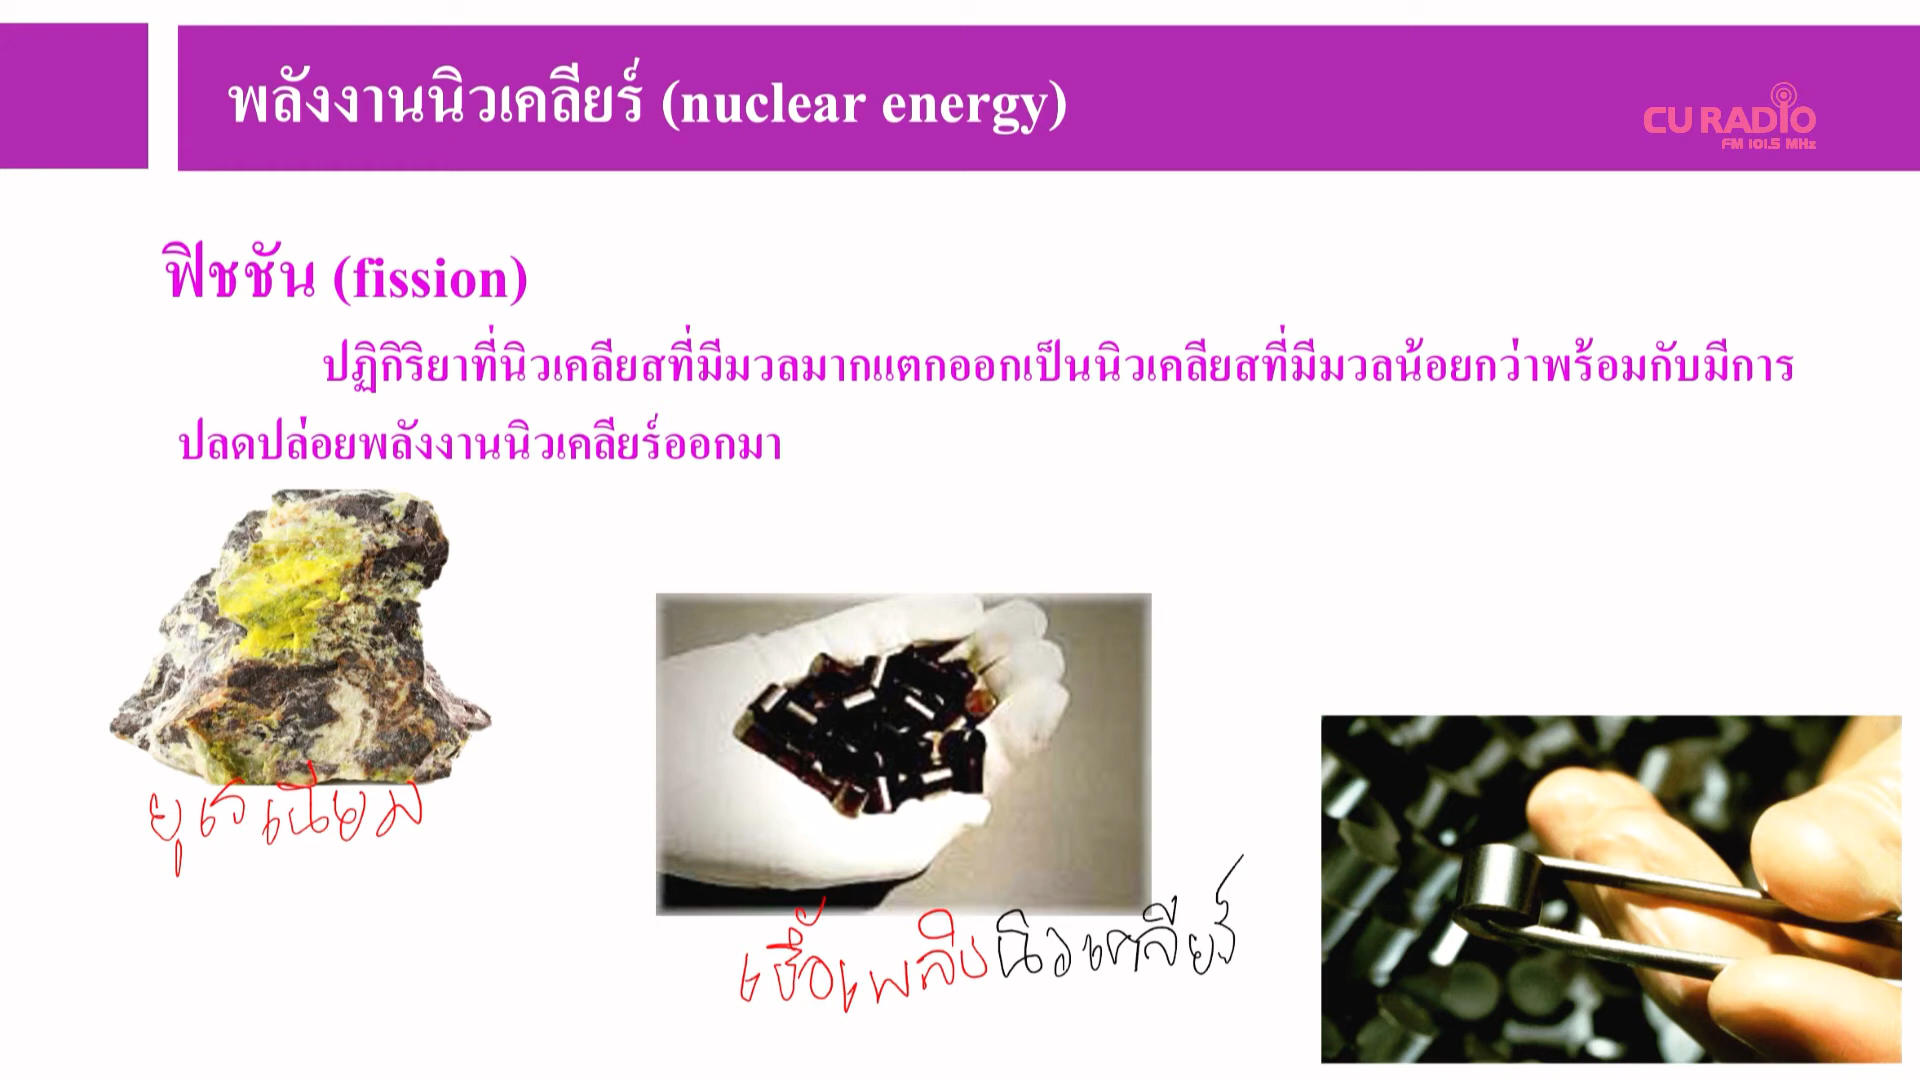 พลังงานนิวเคลียร์ (nuclear energy)
CU RADIO
FM 101.5 MHz
ฟิชชัน (fission)
ปฏิกิริยาที่นิวเคลียสที่มีมวลมากแตกออกเป็นนิวเคลียสที่มีมวลน้อยกว่าพร้อมกับมีการ
ปลดปล่อยพลังงานนิวเคลียร์ออกมา
ยูเรเนียม
เชื้อเพลิงนิวเคลียร์